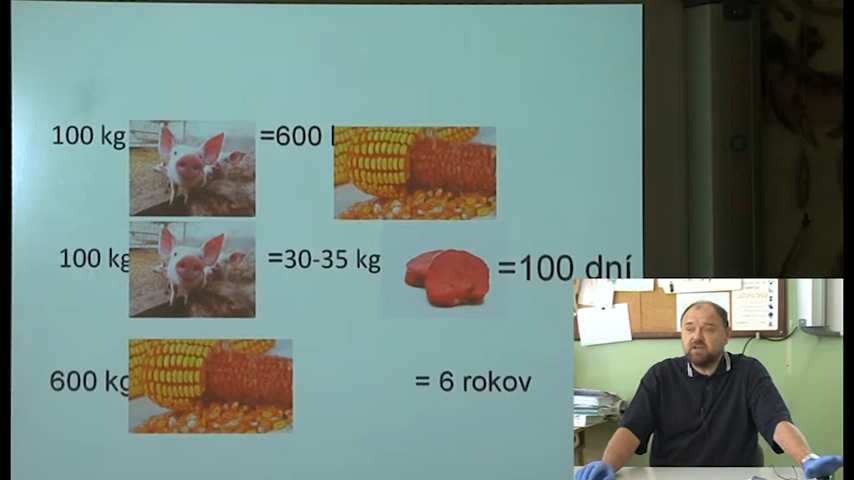 100 kg =600
100 kg =30-35 kg =100 dní
600 kg = 6 rokov